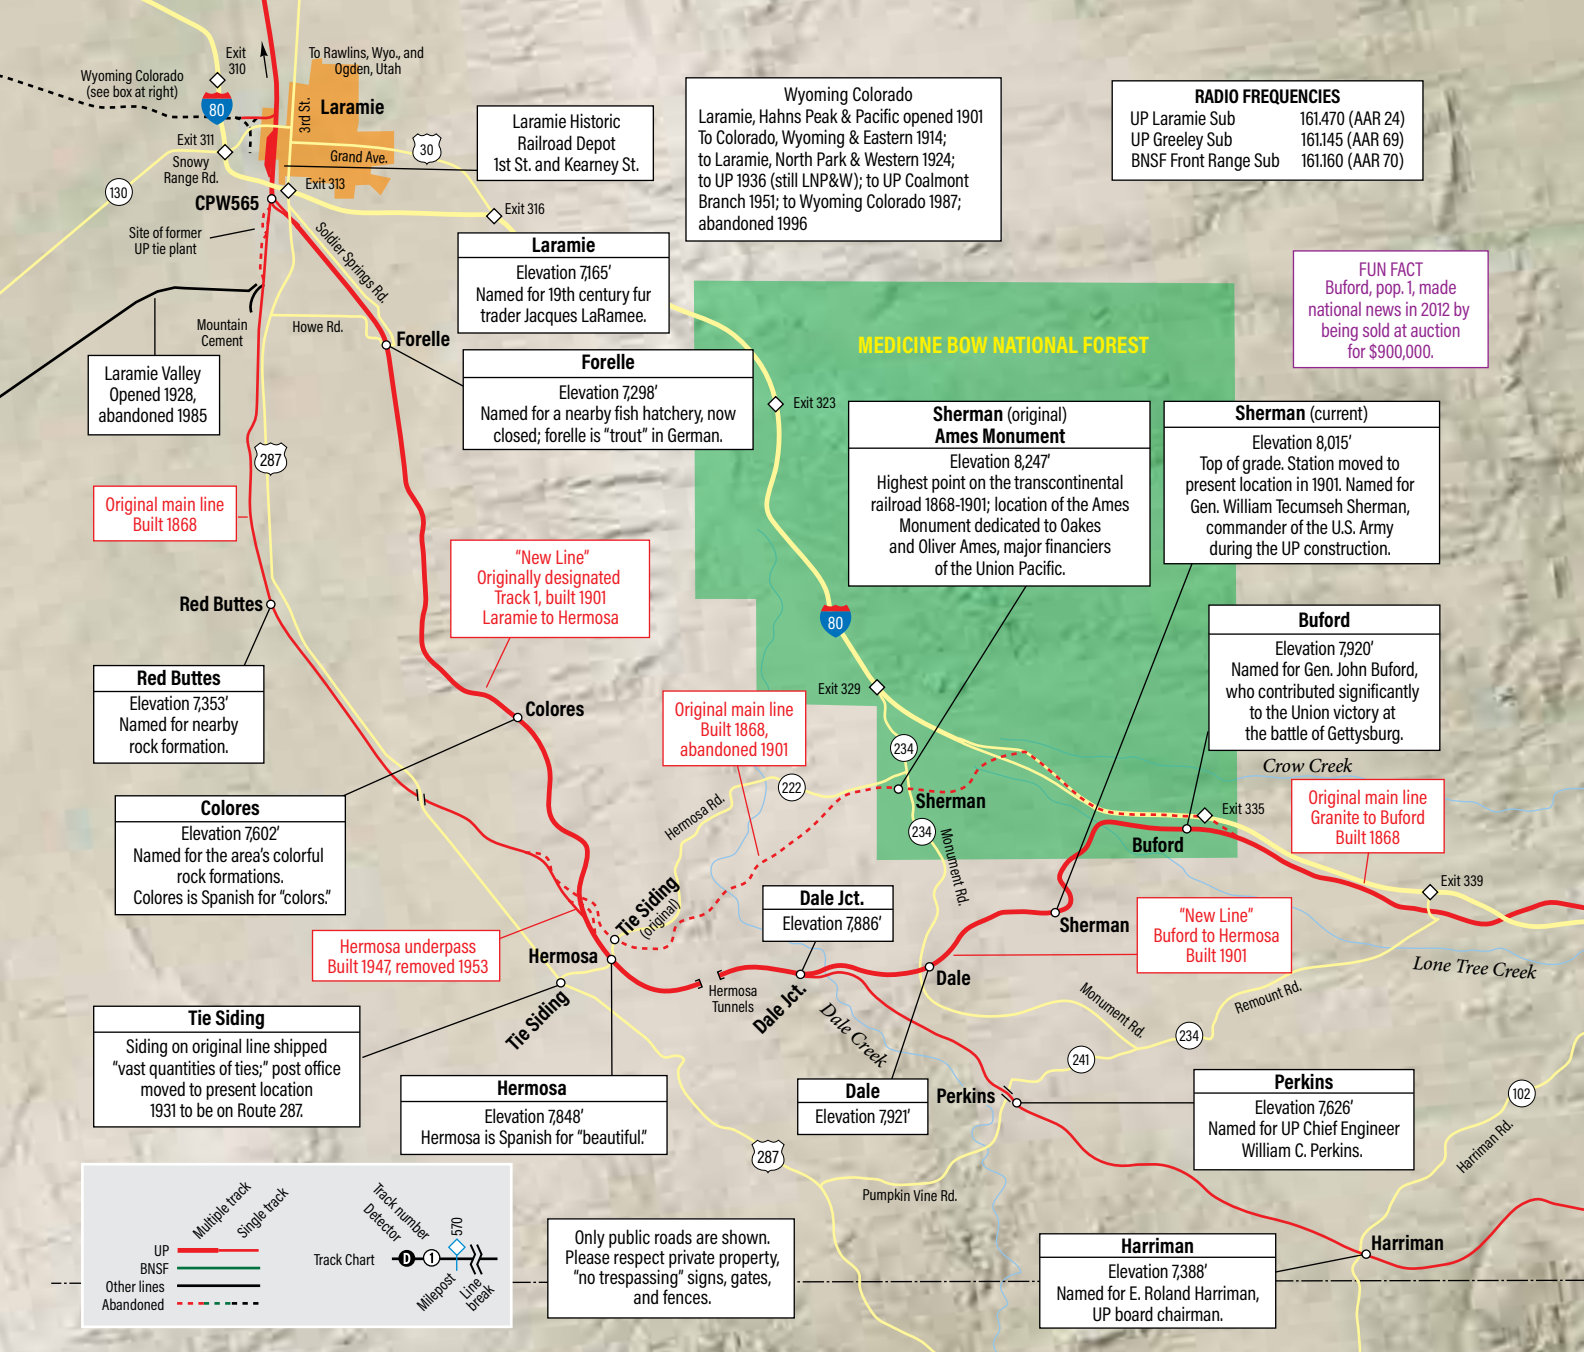 Exit
310
To Rawlins, Wyo., and
Ogden, Utah
Wyoming Colorado
(see box at right)
80
3rd St.
Laramie
Exit 311
Snowy
Range Rd.
Grand Ave.
30
130
Exit 313
CPW565
Exit 316
Site of former
UP tie plant
Soldier Springs Rd.
Mountain
Cement
Howe Rd.
Forelle
Laramie Historic
Railroad Depot
1st St. and Kearney St.
Wyoming Colorado
Laramie, Hahns Peak & Pacific opened 1901
To Colorado, Wyoming & Eastern 1914;
to Laramie, North Park & Western 1924;
to UP 1936 (still LNP&W); to UP Coalmont
Branch 1951; to Wyoming Colorado 1987;
abandoned 1996
RADIO FREQUENCIES
UP Laramie Sub 161.470 (AAR 24)
UP Greeley Sub 161.145 (AAR 69)
BNSF Front Range Sub 161.160 (AAR 70)
FUN FACT
Buford, pop. 1, made
national news in 2012 by
being sold at auction
for $900,000.
Laramie
Elevation 7,165’
Named for 19th century fur
trader Jacques LaRamee.
Forelle
Elevation 7,298’
Named for a nearby fish hatchery, now
closed; forelle is “trout” in German.
Laramie Valley
Opened 1928,
abandoned 1985
287
Original main line
Built 1868
MEDICINE BOW NATIONAL FOREST
Exit 323
Sherman (original)
Ames Monument
Elevation 8,247’
Highest point on the transcontinental
railroad 1868-1901; location of the Ames
Monument dedicated to Oakes
and Oliver Ames, major financiers
of the Union Pacific.
Sherman (current)
Elevation 8,015’
Top of grade. Station moved to
present location in 1901. Named for
Gen. William Tecumseh Sherman,
commander of the U.S. Army
during the UP construction.
“New Line”
Originally designated
Track 1, built 1901
Laramie to Hermosa
Red Buttes
Red Buttes
Elevation 7,353’
Named for nearby
rock formation.
80
Exit 329
Buford
Elevation 7,920’
Named for Gen. John Buford,
who contributed significantly
to the Union victory at
the battle of Gettysburg.
Colores
Original main line
Built 1868,
abandoned 1901
234
Crow Creek
222
Hermosa Rd.
Sherman
234
Monument Rd.
Exit 335
Buford
Original main line
Granite to Buford
Built 1868
Colores
Elevation 7,602’
Named for the area’s colorful
rock formations.
Colores is Spanish for “colors.”
Exit 339
Tie Siding
(original)
Dale Jct.
Elevation 7,886’
Sherman
“New Line”
Buford to Hermosa
Built 1901
Hermosa underpass
Built 1947, removed 1953
Hermosa
Lone Tree Creek
Dale
Hermosa
Tunnels
Dale Jct.
Dale Creek
Tie Siding
Monument Rd.
Remount Rd.
234
241
Tie Siding
Siding on original line shipped
“vast quantities of ties;” post office
moved to present location
1931 to be on Route 287.
Hermosa
Elevation 7,848’
Hermosa is Spanish for “beautiful.”
Dale
Elevation 7,921’
Perkins
Perkins
Elevation 7,626’
Named for UP Chief Engineer
William C. Perkins.
102
Harriman Rd.
287
Pumpkin Vine Rd.
Multiple track
Single track
UP
BNSF
Other lines
Abandoned
Track Chart
Track number
Detector
D
1
570
Milepost
Line
break
Only public roads are shown.
Please respect private property,
“no trespassing” signs, gates,
and fences.
Harriman
Elevation 7,388’
Named for E. Roland Harriman,
UP board chairman.
Harriman